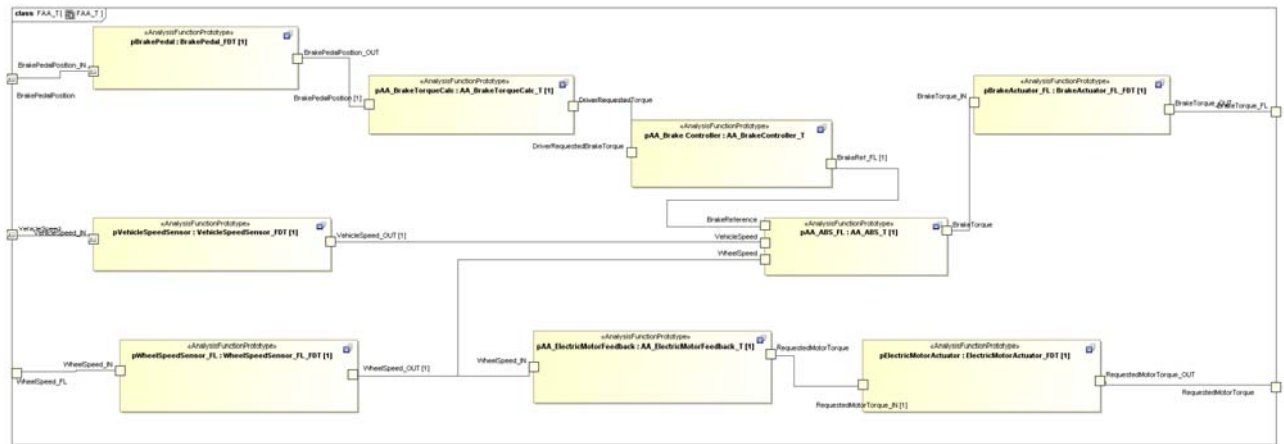 class FAA_T[ FAA_T ]
«AnalysisFunctionPrototype»
pBrakePedal : BrakePedal_FDT [1]
BrakePedalPosition_IN
BrakePedalPosition
BrakePedalPosition_OUT
«AnalysisFunctionPrototype»
pAA_BrakeTorqueCalc : AA_BrakeTorqueCalc_T [1]
BrakePedalPosition [1]
DriverRequestedTorque
«AnalysisFunctionPrototype»
pAA_Brake Controller : AA_BrakeController_T
DriverRequestedBrakeTorque
BrakeRef_FL [1]
«AnalysisFunctionPrototype»
pBrakeActuator_FL : BrakeActuator_FL_FDT [1]
BrakeTorque_IN
BrakeTorque_OUT
BrakeTorque_FL
«AnalysisFunctionPrototype»
pVehicleSpeedSensor : VehicleSpeedSensor_FDT [1]
VehicleSpeed
VehicleSpeed_IN
VehicleSpeed_OUT [1]
«AnalysisFunctionPrototype»
pAA_ABS_FL : AA_ABS_T [1]
BrakeReference
VehicleSpeed
WheelSpeed
BrakeTorque
«AnalysisFunctionPrototype»
pWheelSpeedSensor_FL : WheelSpeedSensor_FL_FDT [1]
WheelSpeed_IN
WheelSpeed_FL
WheelSpeed_OUT [1]
«AnalysisFunctionPrototype»
pAA_ElectricMotorFeedback : AA_ElectricMotorFeedback_T [1]
WheelSpeed_IN
RequestedMotorTorque
«AnalysisFunctionPrototype»
pElectricMotorActuator : ElectricMotorActuator_FDT [1]
RequestedMotorTorque_IN [1]
RequestedMotorTorque_OUT
RequestedMotorTorque